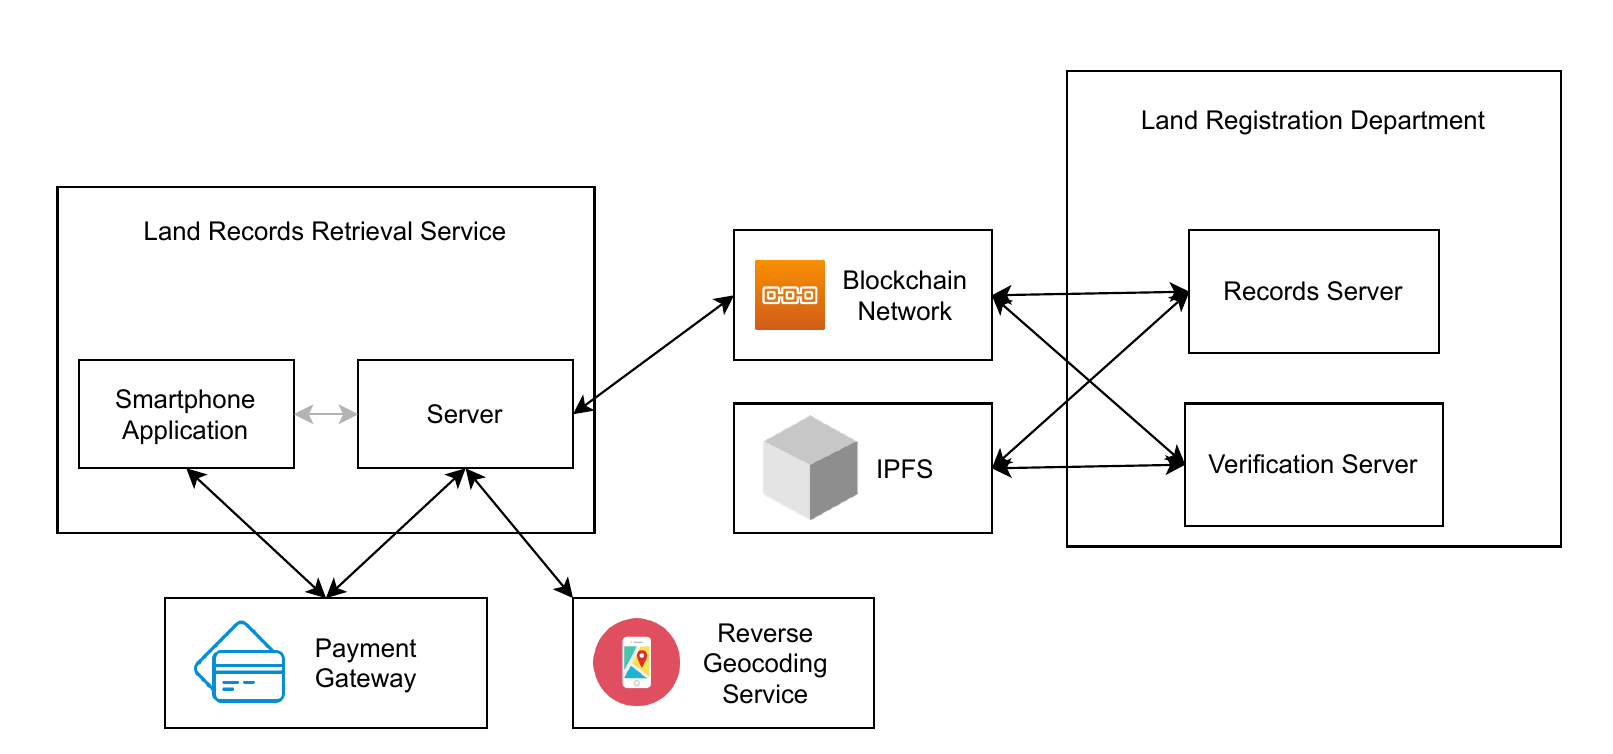 Land Registration Department
Land Records Retrieval Service
Blockchain
Network
Records Server
Smartphone
Application
Server
IPFS
Verification Server
Payment
Gateway
Reverse
Geocoding
Service